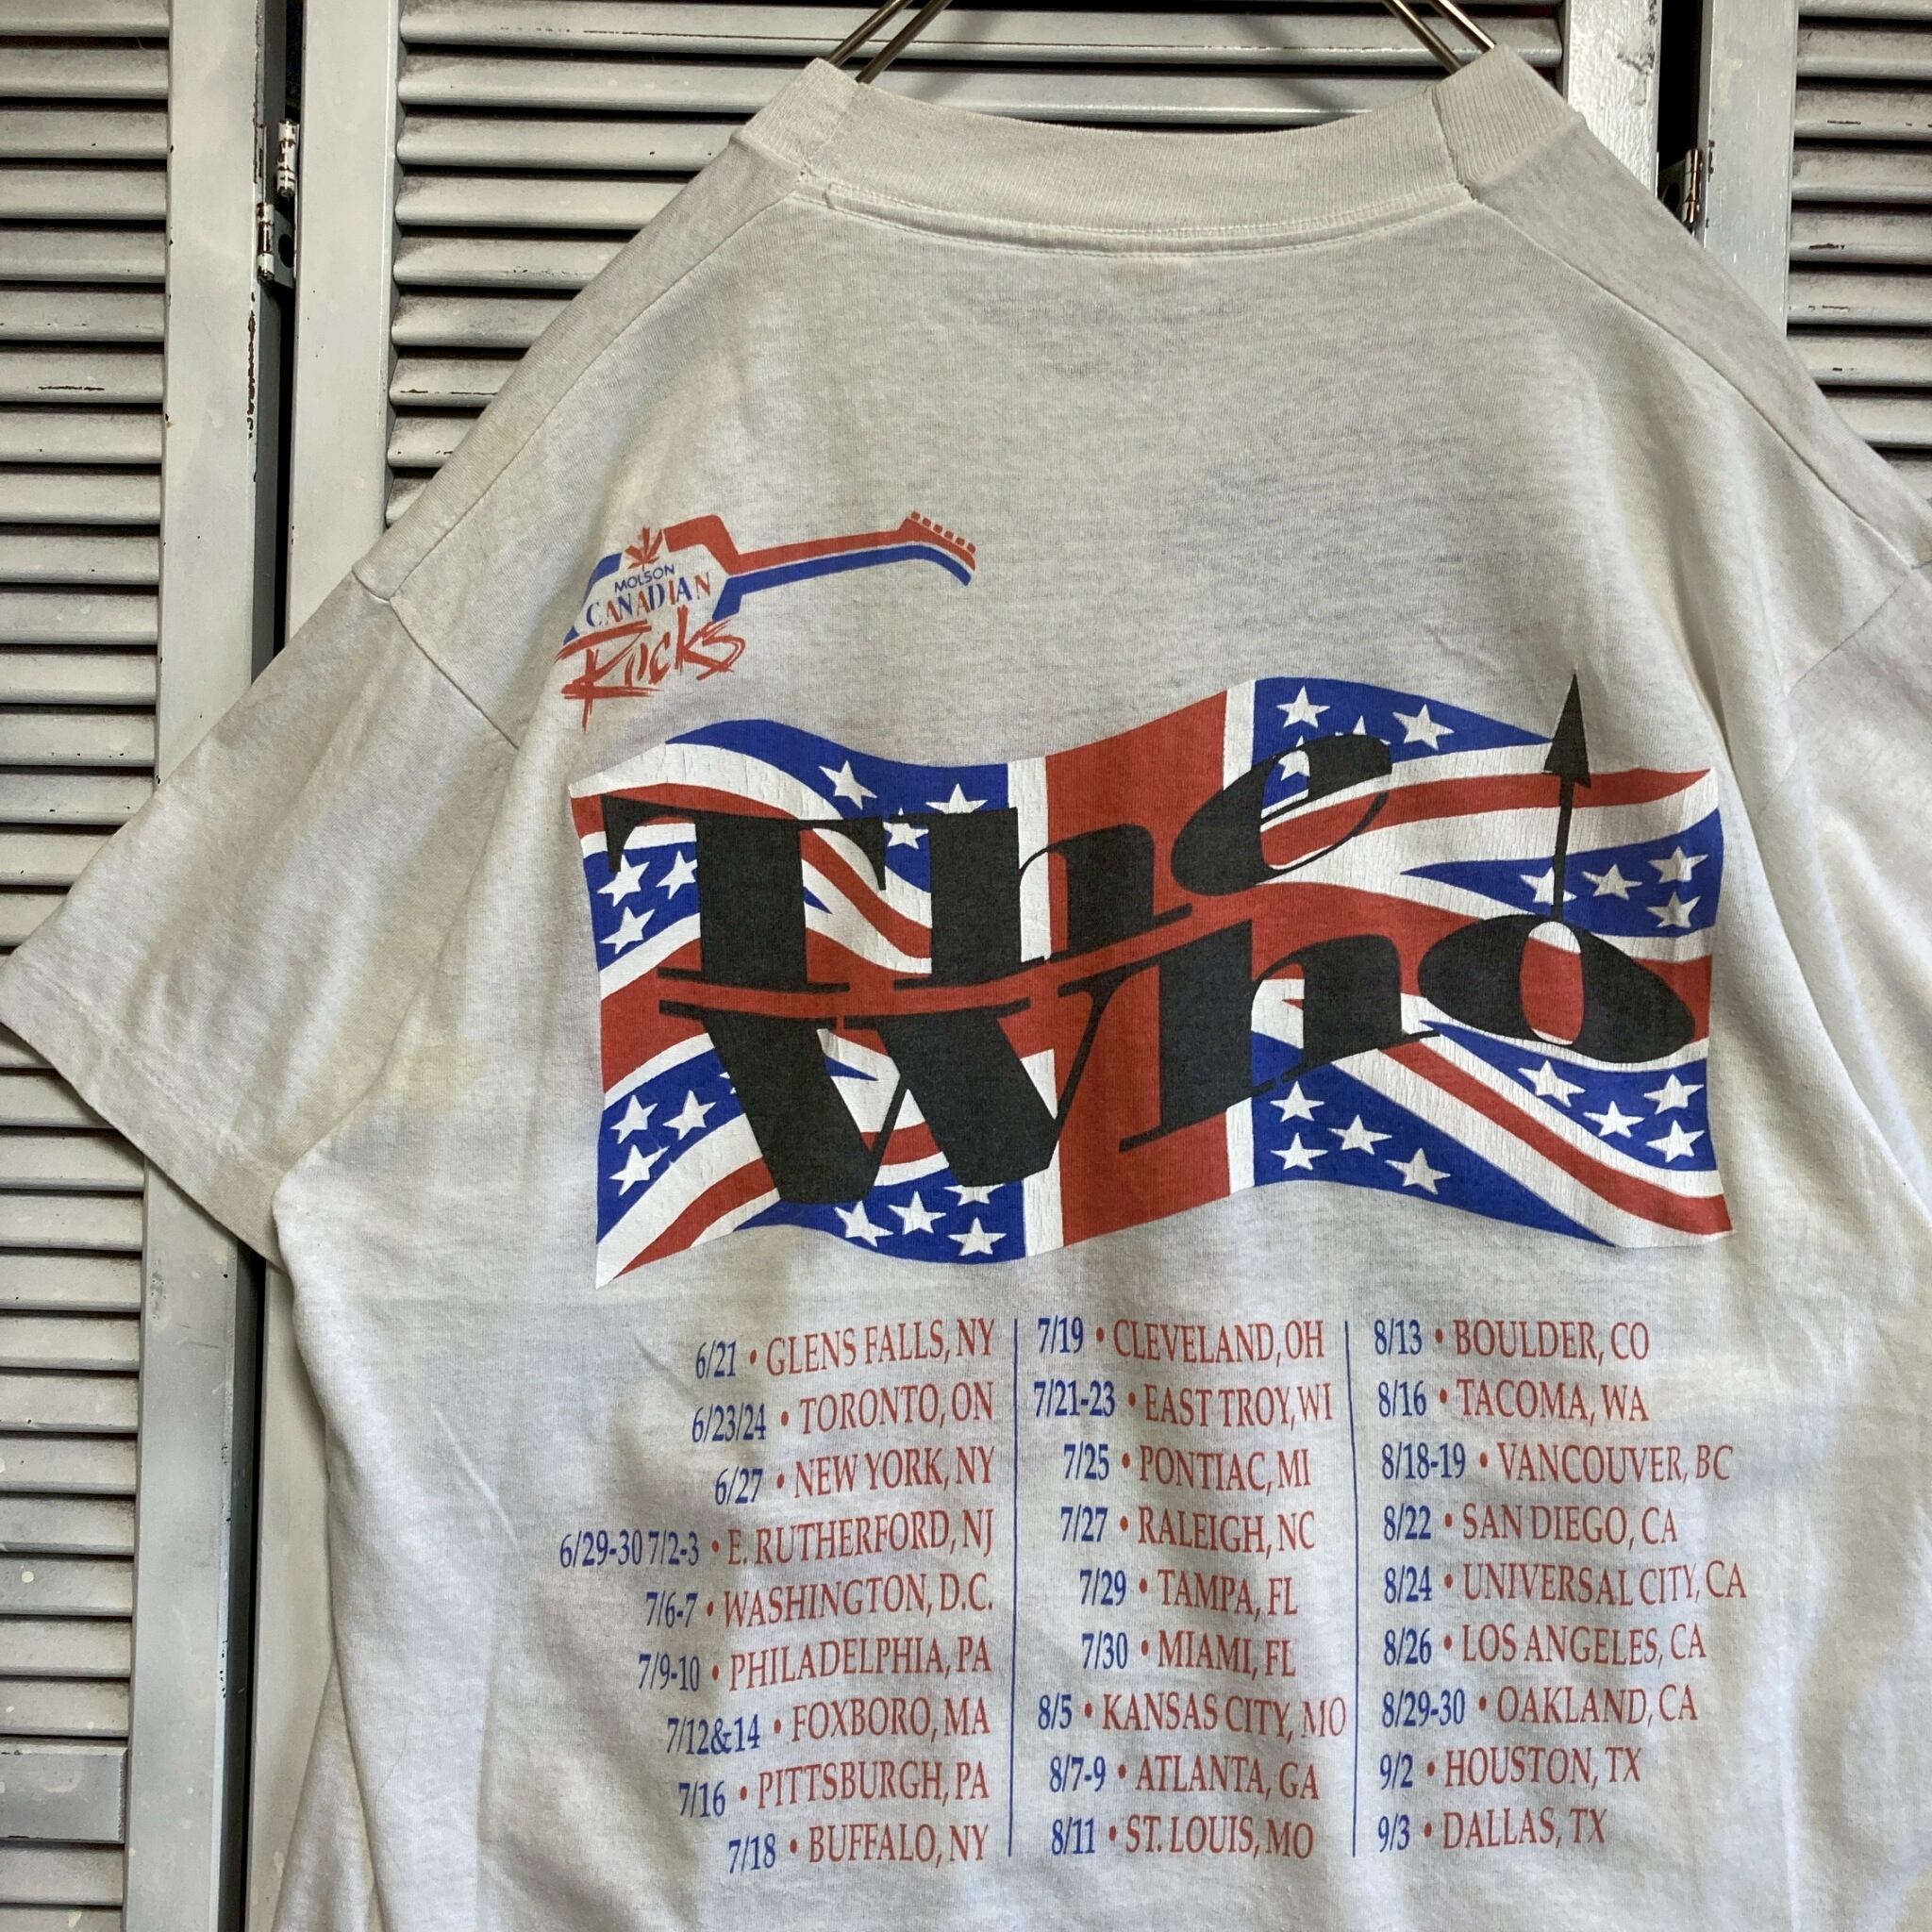 MOLSON
CANADIAN
Rocks
The
Who
6/21 • GLENS FALLS, NY
6/23/24 • TORONTO, ON
6/27 • NEW YORK, NY
6/29-30 7/2-3 • E. RUTHERFORD, NJ
7/6-7 • WASHINGTON, D.C.
7/9-10 • PHILADELPHIA, PA
7/12&14 • FOXBORO, MA
7/16 • PITTSBURGH, PA
7/18 • BUFFALO, NY
7/19 • CLEVELAND, OH
7/21-23 • EAST TROY, WI
7/25 • PONTIAC, MI
7/27 • RALEIGH, NC
7/29 • TAMPA, FL
7/30 • MIAMI, FL
8/5 • KANSAS CITY, MO
8/7-9 • ATLANTA, GA
8/11 • ST. LOUIS, MO
8/13 • BOULDER, CO
8/16 • TACOMA, WA
8/18-19 • VANCOUVER, BC
8/22 • SAN DIEGO, CA
8/24 • UNIVERSAL CITY, CA
8/26 • LOS ANGELES, CA
8/29-30 • OAKLAND, CA
9/2 • HOUSTON, TX
9/3 • DALLAS, TX